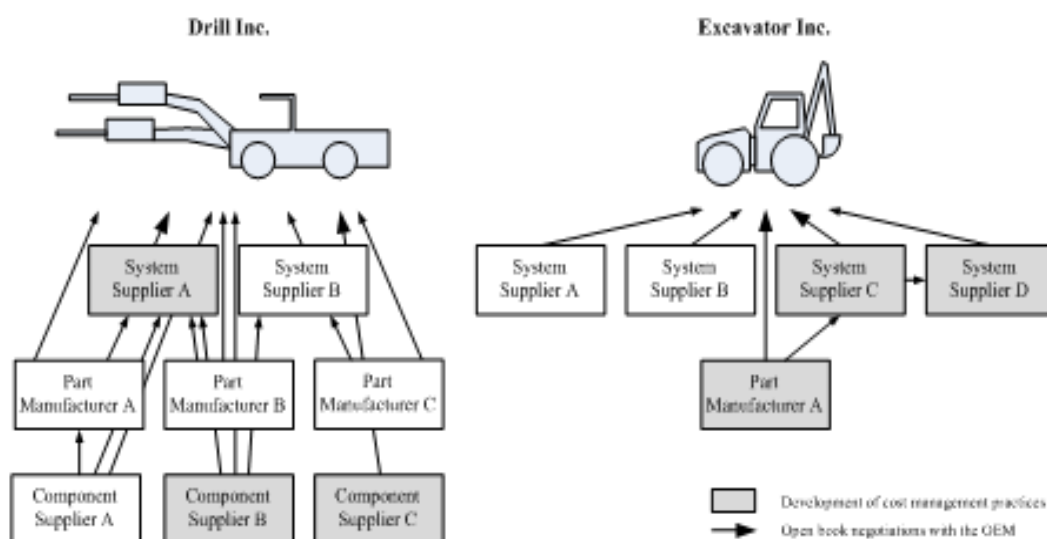 Drill Inc.
Excavator Inc.
System
Supplier A
System
Supplier B
System
Supplier A
System
Supplier B
System
Supplier C
System
Supplier D
Part
Manufacturer A
Part
Manufacturer B
Part
Manufacturer C
Part
Manufacturer A
Component
Supplier A
Component
Supplier B
Component
Supplier C
Development of cost management practices
Open book negotiations with the OEM